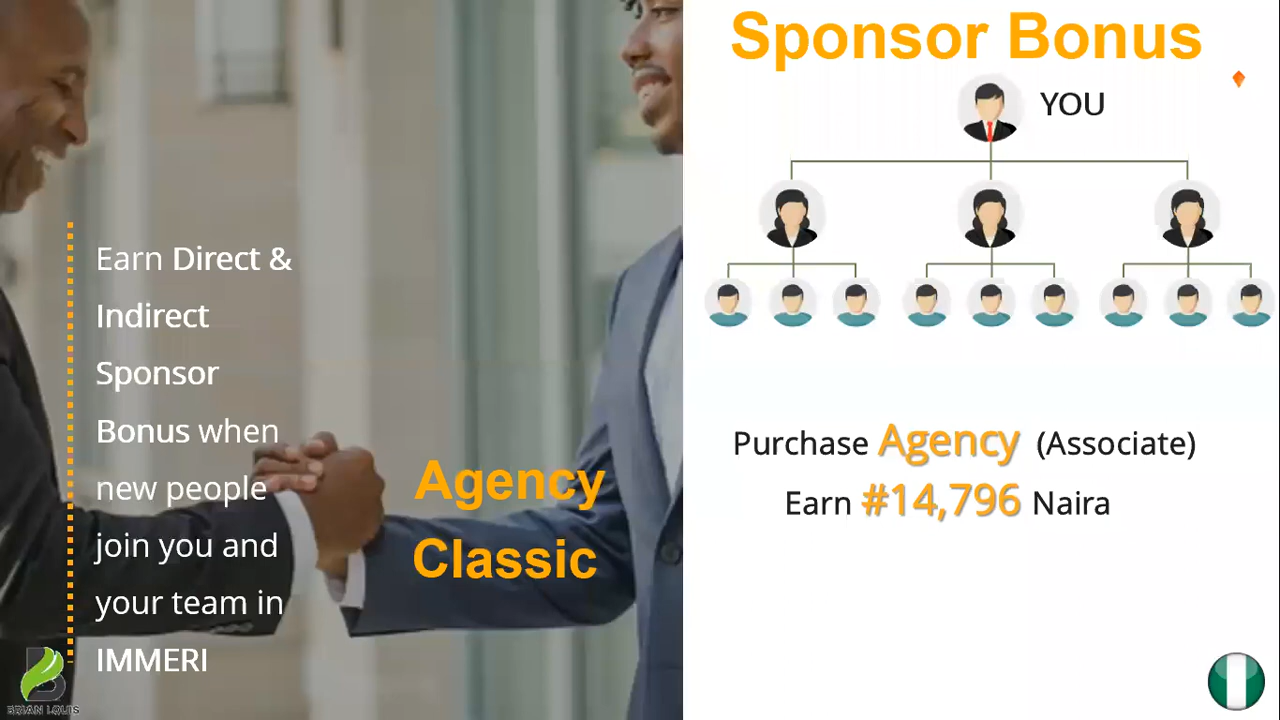 Earn Direct &
Indirect
Sponsor
Bonus when
new people
join you and
your team in
IMMERI
Agency
Classic
BRIAN LOUIS
Sponsor Bonus
YOU
Purchase Agency (Associate)
Earn #14,796 Naira